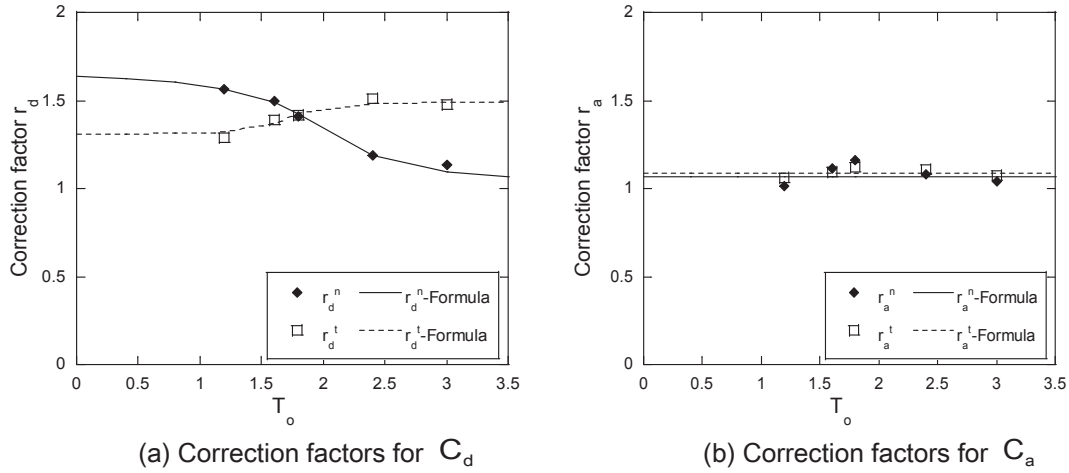 2
1.5
1
0.5
0
0 0.5 1 1.5 2 2.5 3 3.5
Correction factor r_d
T_o
r_d^n r_d^n-Formula
r_d^t r_d^t-Formula
(a) Correction factors for C_d
2
1.5
1
0.5
0
0 0.5 1 1.5 2 2.5 3 3.5
Correction factor r_a
T_o
r_a^n r_a^n-Formula
r_a^t r_a^t-Formula
(b) Correction factors for C_a